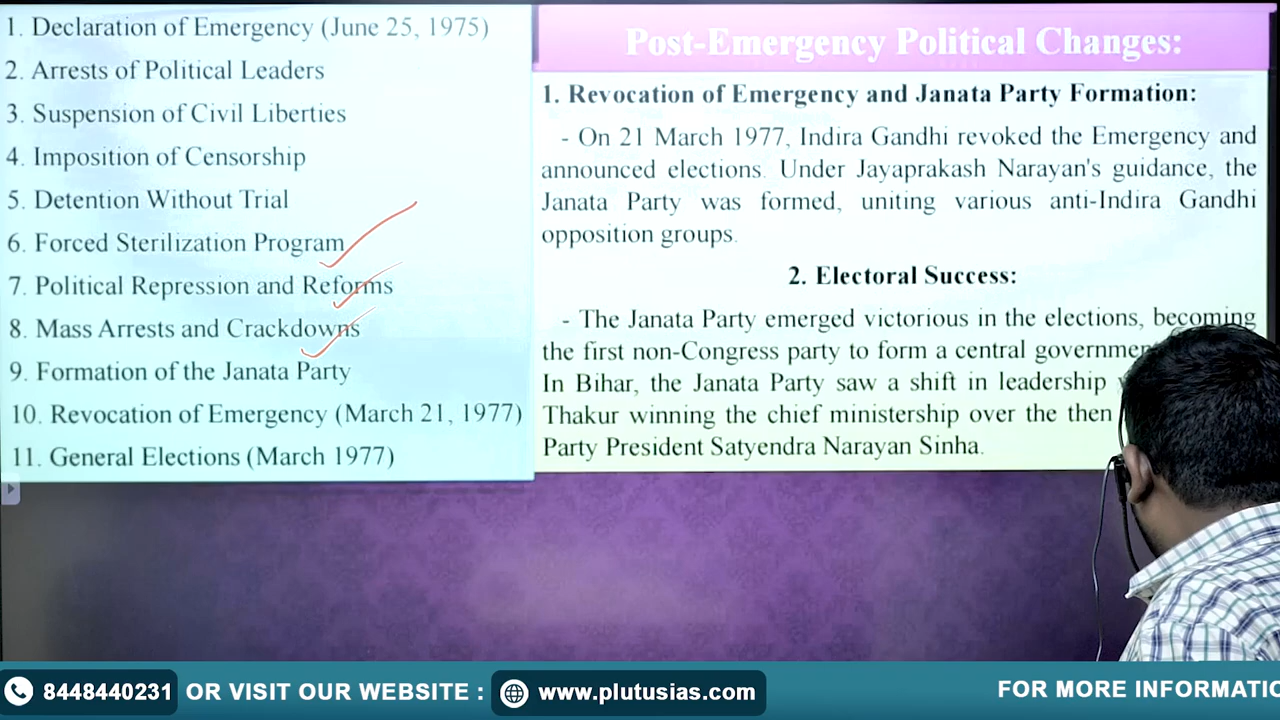 1. Declaration of Emergency (June 25, 1975)
2. Arrests of Political Leaders
3. Suspension of Civil Liberties
4. Imposition of Censorship
5. Detention Without Trial
6. Forced Sterilization Program
7. Political Repression and Reforms
8. Mass Arrests and Crackdowns
9. Formation of the Janata Party
10. Revocation of Emergency (March 21, 1977)
11. General Elections (March 1977)
Post-Emergency Political Changes:
1. Revocation of Emergency and Janata Party Formation:
- On 21 March 1977, Indira Gandhi revoked the Emergency and
announced elections. Under Jayaprakash Narayan's guidance, the
Janata Party was formed, uniting various anti-Indira Gandhi
opposition groups.
2. Electoral Success:
- The Janata Party emerged victorious in the elections, becoming
the first non-Congress party to form a central
In Bihar, the Janata Party saw a shift in leadership
Thakur winning the chief ministership over the then
Party President Satyendra Narayan Sinha.
8448440231 OR VISIT OUR WEBSITE : www.plutusias.com FOR MORE